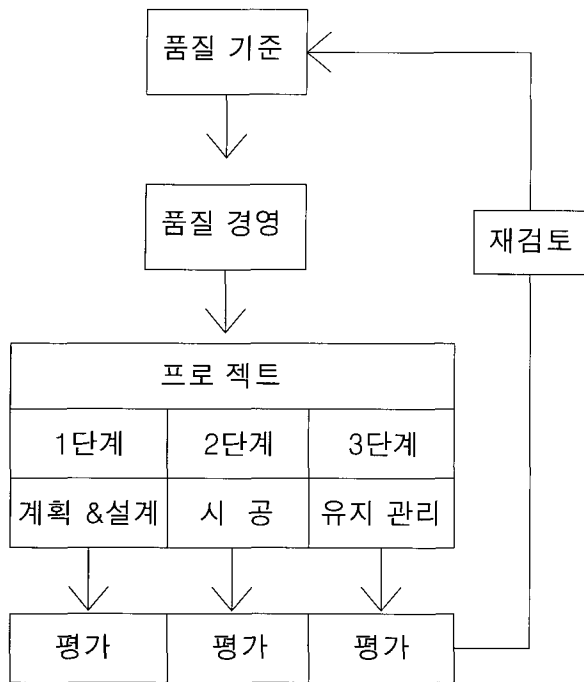 품질 기준
품질 경영
재검토
프로 젝트
1단계 2단계 3단계
계획 &설계 시 공 유지 관리
평가 평가 평가